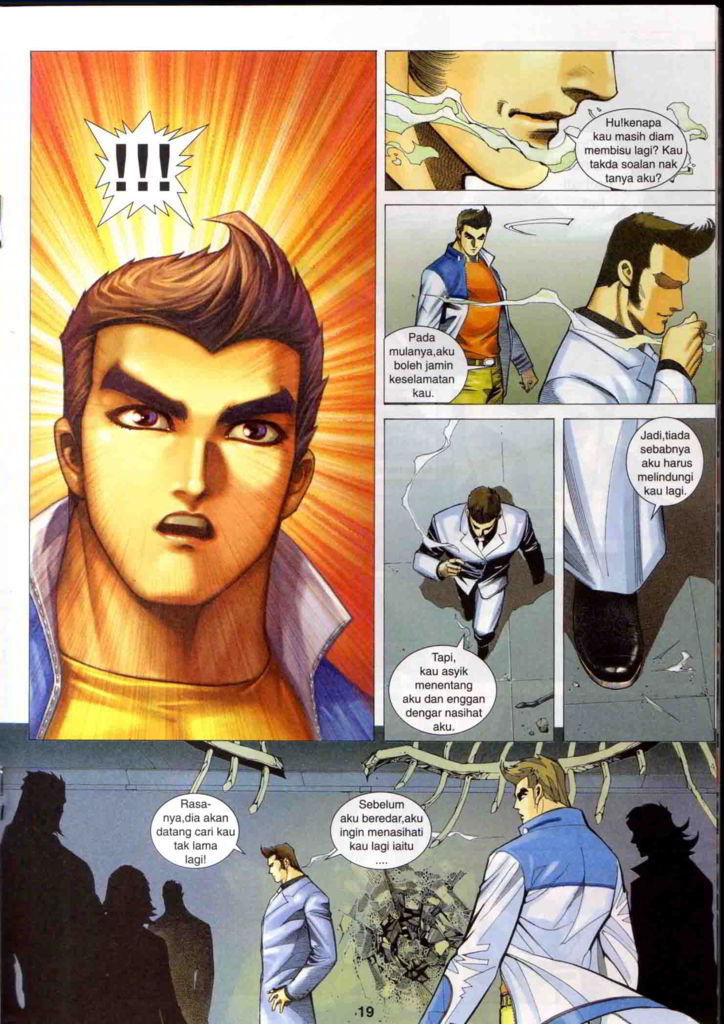 !!!
Hu!kenapa
kau masih diam
membisu lagi? Kau
takda soalan nak
tanya aku?
Pada
mulanya,aku
boleh jamin
keselamatan
kau.
Tapi,
kau asyik
menentang
aku dan enggan
dengar nasihat
aku.
Jadi,tiada
sebabnya
aku harus
melindungi
kau lagi.
Rasa-
nya,dia akan
datang cari kau
tak lama
lagi!
Sebelum
aku beredar,aku
ingin menasihati
kau lagi iaitu
....
19